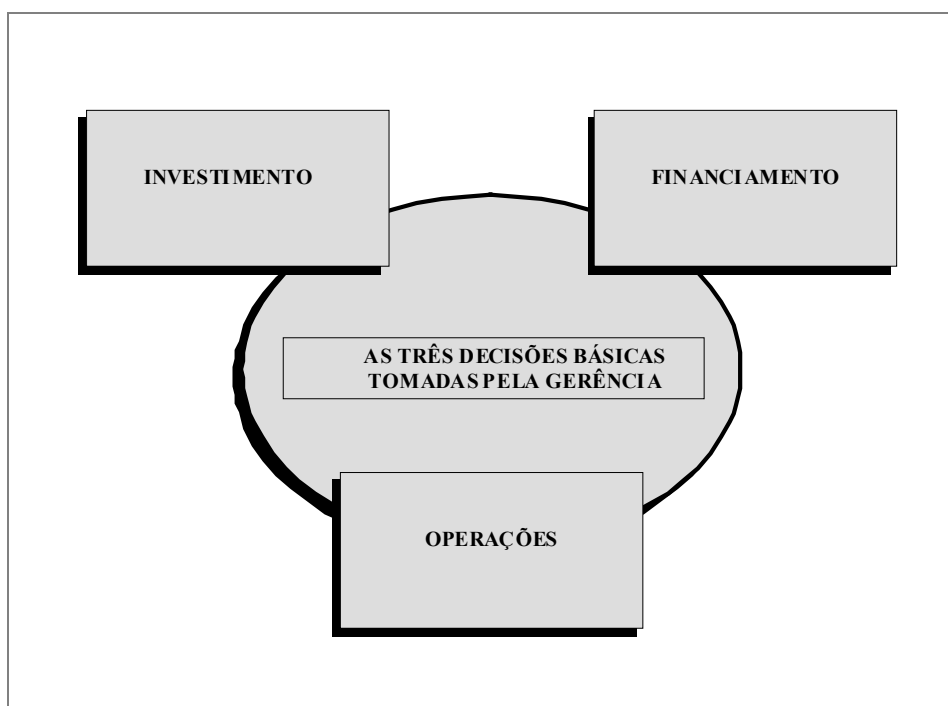 INVESTIMENTO
FINANCIAMENTO
AS TRÊS DECISÕES BÁSICAS
TOMADAS PELA GERÊNCIA
OPERAÇÕES